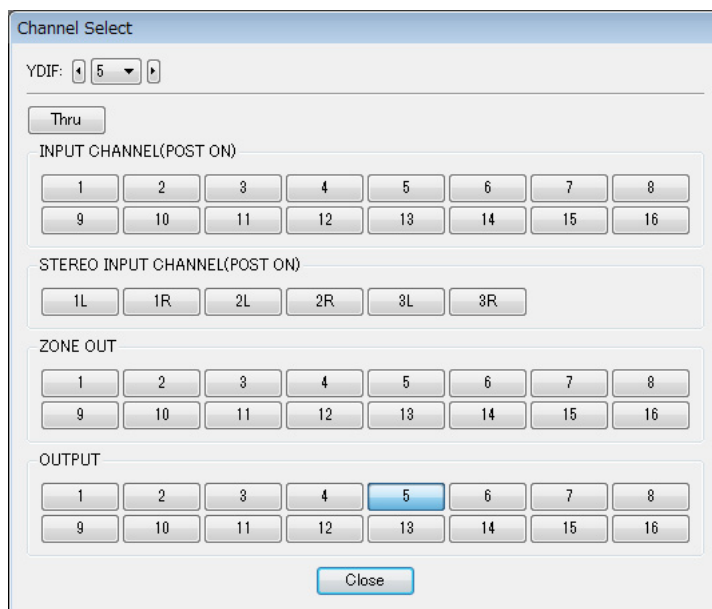 Channel Select
YDIF: 5
Thru
INPUT CHANNEL(POST ON)
1 2 3 4 5 6 7 8
9 10 11 12 13 14 15 16
STEREO INPUT CHANNEL(POST ON)
1L 1R 2L 2R 3L 3R
ZONE OUT
1 2 3 4 5 6 7 8
9 10 11 12 13 14 15 16
OUTPUT
1 2 3 4 5 6 7 8
9 10 11 12 13 14 15 16
Close